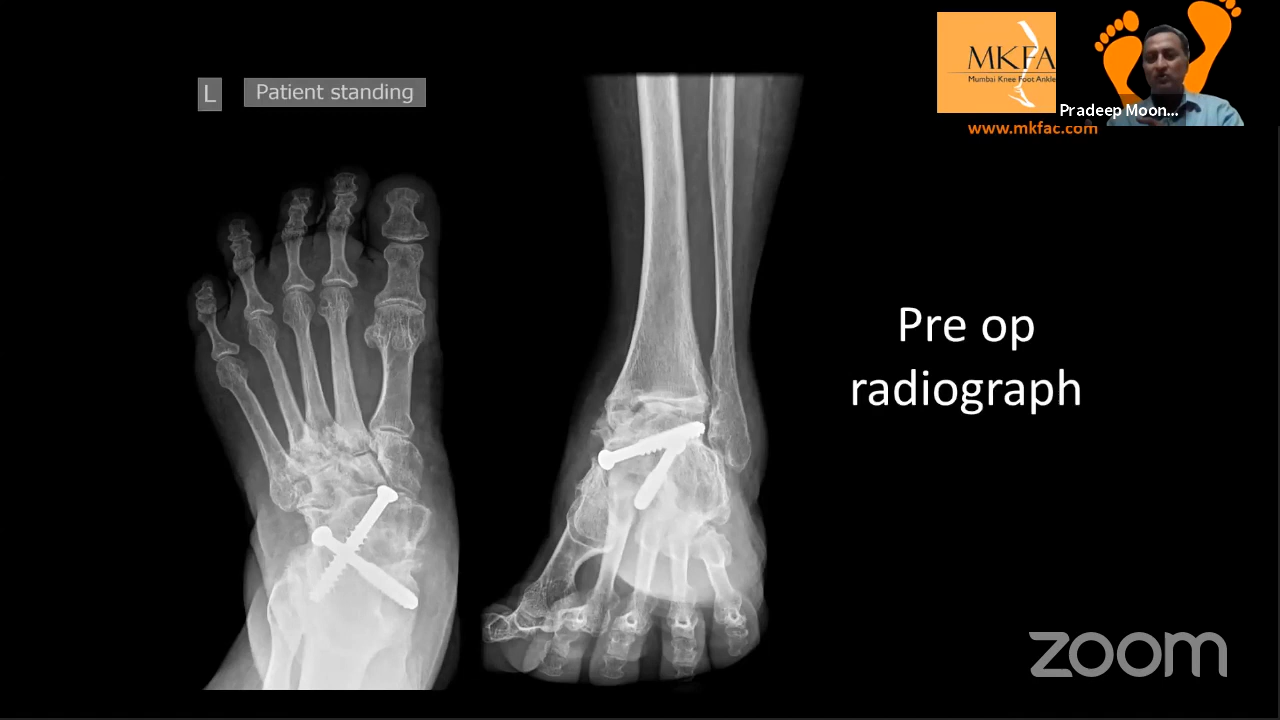 L
Patient standing
MKFA
Mumbai Knee Foot Ankle
Pradeep Moon...
www.mkfac.com
Pre op
radiograph
zoom